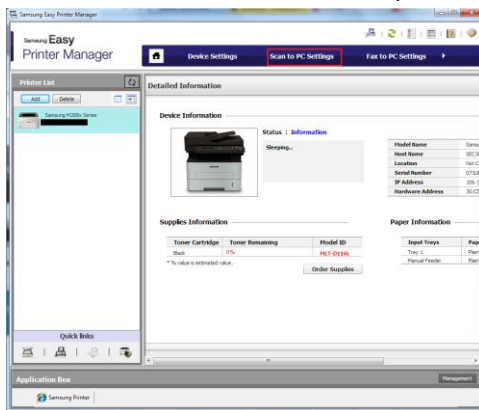 Samsung Easy Printer Manager
Samsung Easy
Printer Manager
Device Settings
Scan to PC Settings
Fax to PC Settings
Printer List
Add
Delete
Samsung M288x Series
Detailed Information
Device Information
Status : Information
Sleeping...
Model Name
Host Name
Location
Serial Number
IP Address
Hardware Address
Supplies Information
Toner Cartridge Toner Remaining Model ID
Black 0% MLT-D116L
* % value is estimated value.
Order Supplies
Paper Information
Input Trays
Tray 1
Manual Feeder
Quick links
Application Box
Management
Samsung Printer